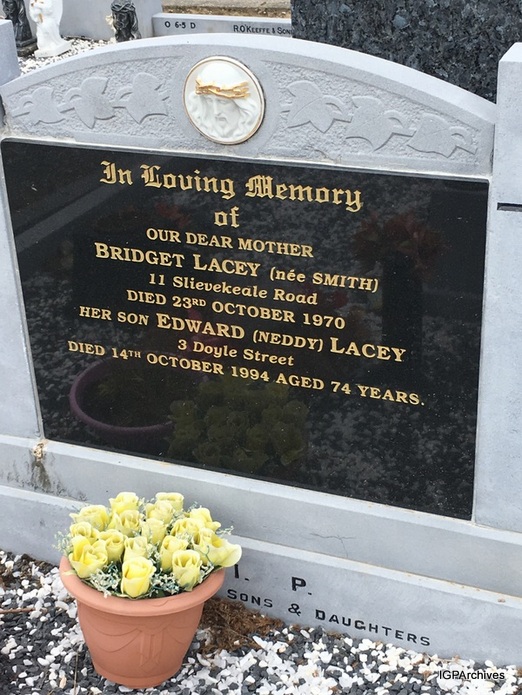 O 6·5 D R.O'KEEFFE & SONS
In Loving Memory
of
OUR DEAR MOTHER
BRIDGET LACEY (née SMITH)
11 Slievekeale Road
DIED 23RD OCTOBER 1970
HER SON EDWARD (NEDDY) LACEY
3 Doyle Street
DIED 14TH OCTOBER 1994 AGED 74 YEARS.
I. P.
SONS & DAUGHTERS
IGPArchives